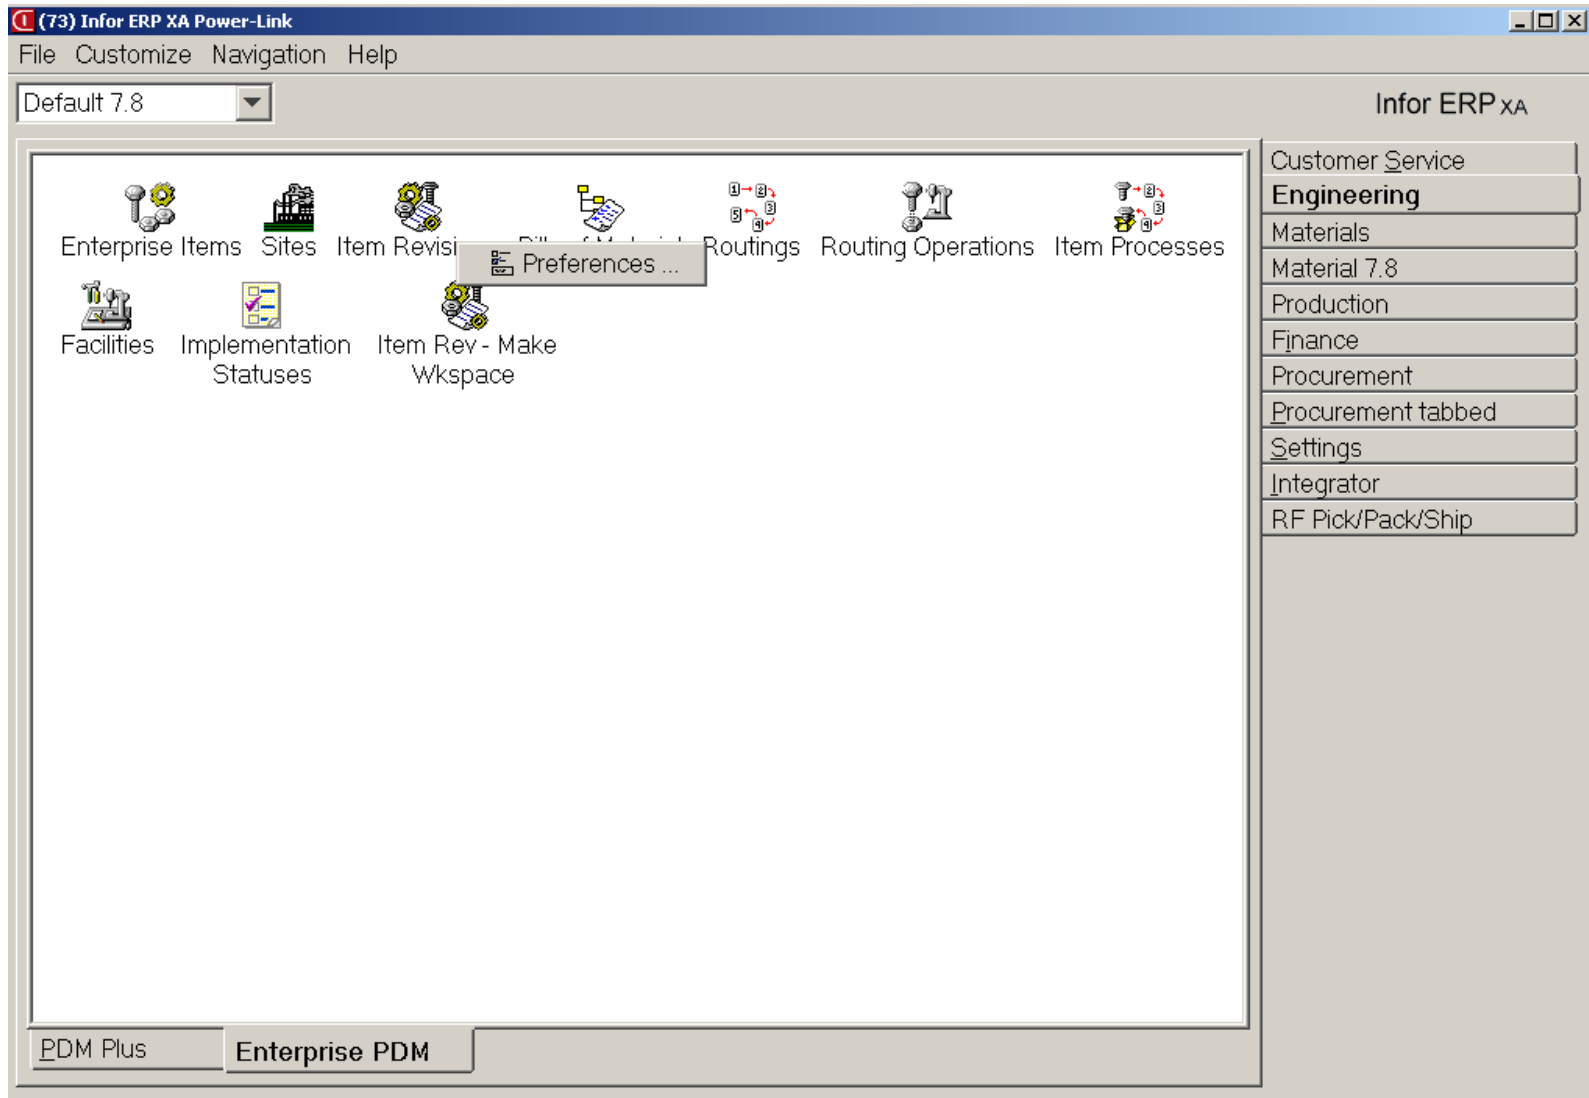 (73) Infor ERP XA Power-Link
File Customize Navigation Help
Default 7.8
Infor ERP XA
Enterprise Items Sites Item Revisi Routings Routing Operations Item Processes
Preferences ...
Facilities Implementation Statuses Item Rev - Make Wkspace
Customer Service
Engineering
Materials
Material 7.8
Production
Finance
Procurement
Procurement tabbed
Settings
Integrator
RF Pick/Pack/Ship
PDM Plus Enterprise PDM